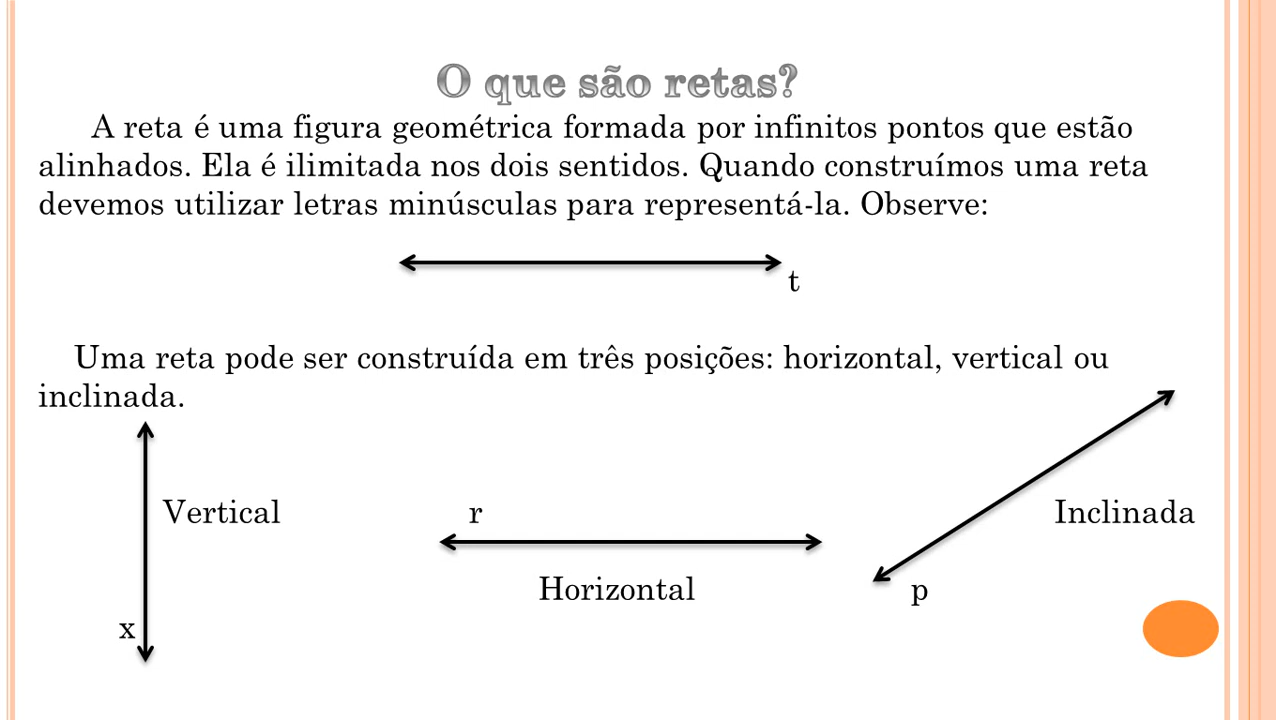 O que são retas?
A reta é uma figura geométrica formada por infinitos pontos que estão
alinhados. Ela é ilimitada nos dois sentidos. Quando construímos uma reta
devemos utilizar letras minúsculas para representá-la. Observe:
t
Uma reta pode ser construída em três posições: horizontal, vertical ou
inclinada.
Vertical
r
Inclinada
Horizontal
p
x